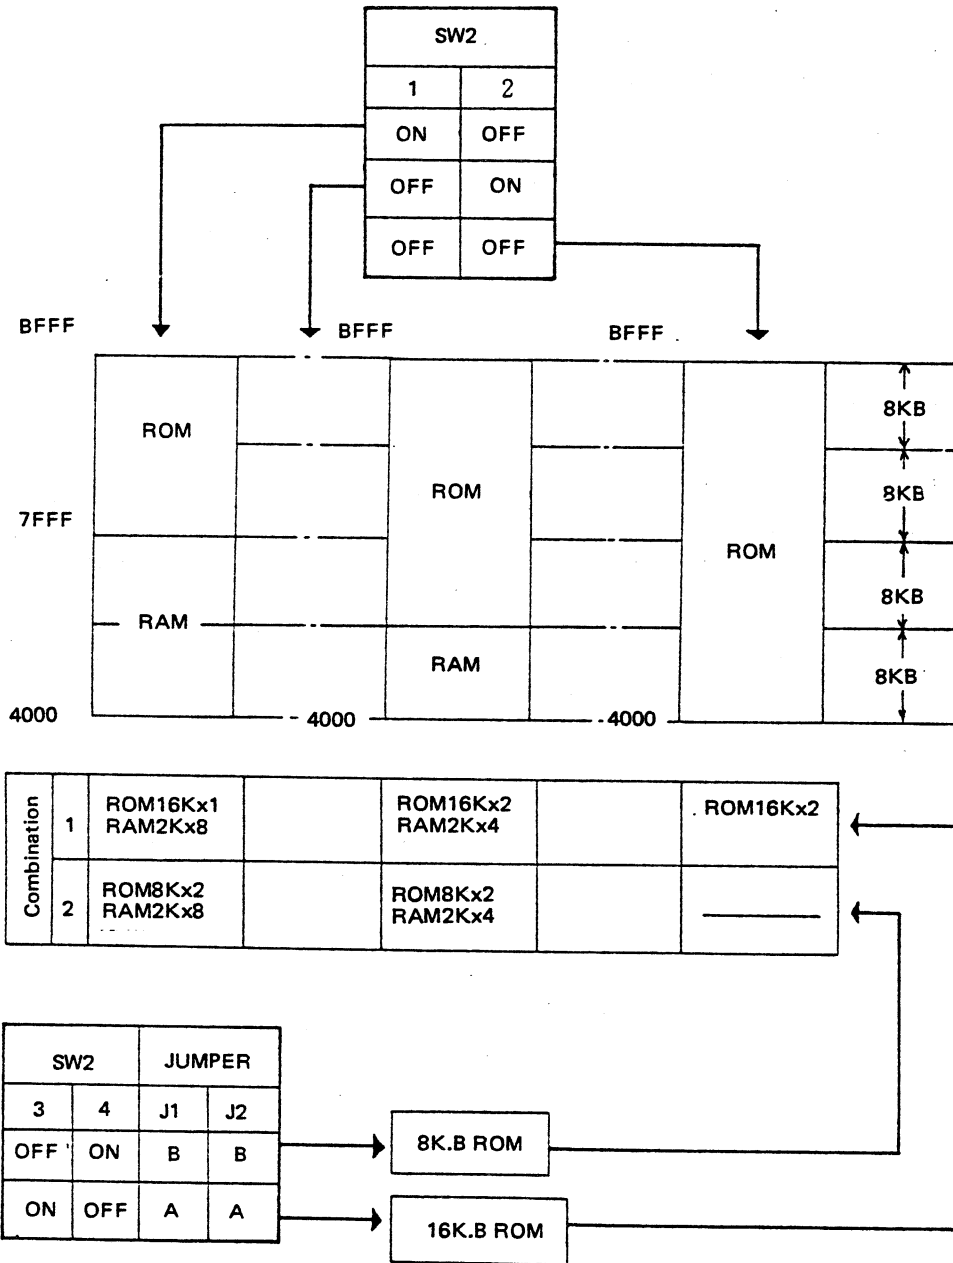 SW2
1 2
ON OFF
OFF ON
OFF OFF
BFFF BFFF BFFF
ROM
8KB
ROM
8KB
7FFF
ROM
8KB
RAM
RAM
8KB
4000 4000 4000
Combination
1
ROM16Kx1 ROM16Kx2 ROM16Kx2
RAM2Kx8 RAM2Kx4
2
ROM8Kx2 ROM8Kx2
RAM2Kx8 RAM2Kx4
SW2 JUMPER
3 4 J1 J2
OFF ON B B
8K.B ROM
ON OFF A A
16K.B ROM